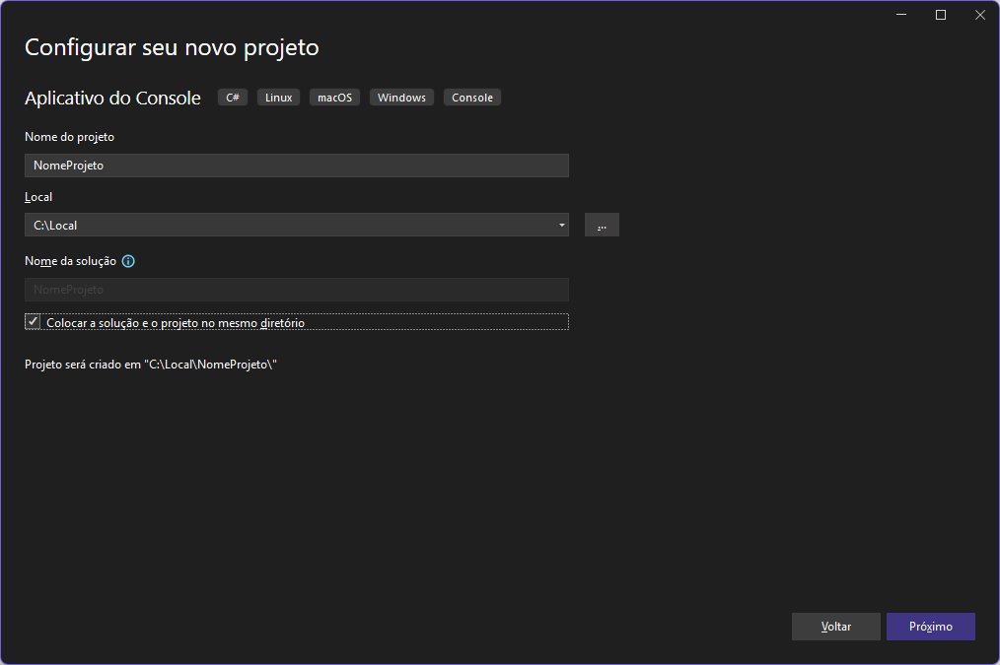 Configurar seu novo projeto
Aplicativo do Console C# Linux macOS Windows Console
Nome do projeto
NomeProjeto
Local
C:\Local
...
Nome da solução
NomeProjeto
Colocar a solução e o projeto no mesmo diretório
Projeto será criado em "C:\Local\NomeProjeto\"
Voltar Próximo